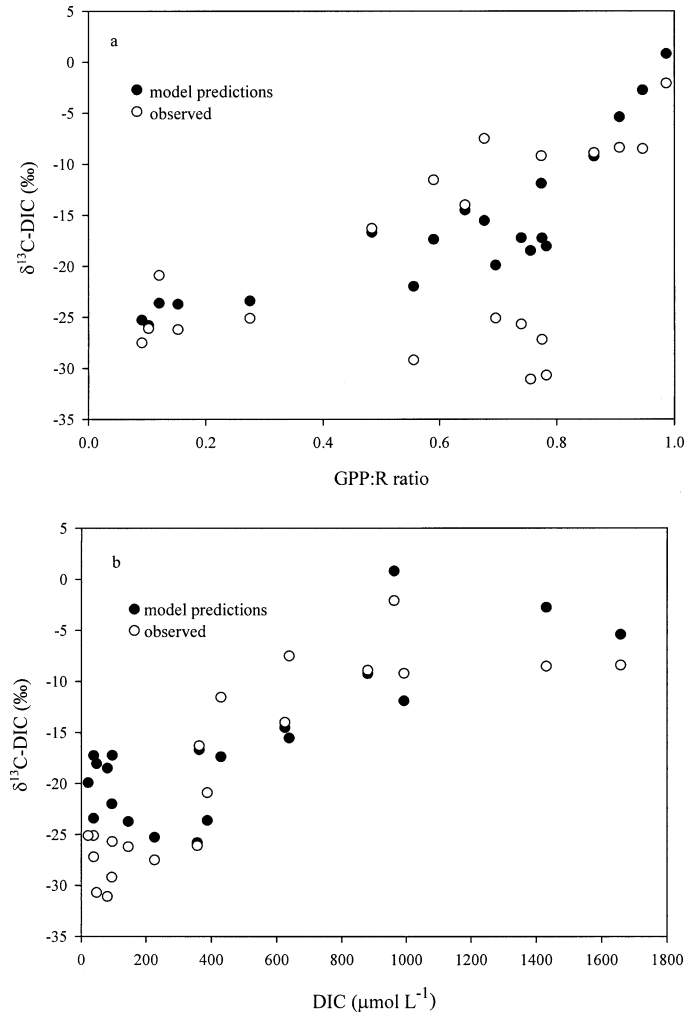 5
a
0
model predictions
-5
observed
-10
δ13C-DIC (‰)
-15
-20
-25
-30
-35
0.0 0.2 0.4 0.6 0.8 1.0
GPP:R ratio
5
b
0
model predictions
observed
-5
-10
δ13C-DIC (‰)
-15
-20
-25
-30
-35
0 200 400 600 800 1000 1200 1400 1600 1800
DIC (μmol L-1)